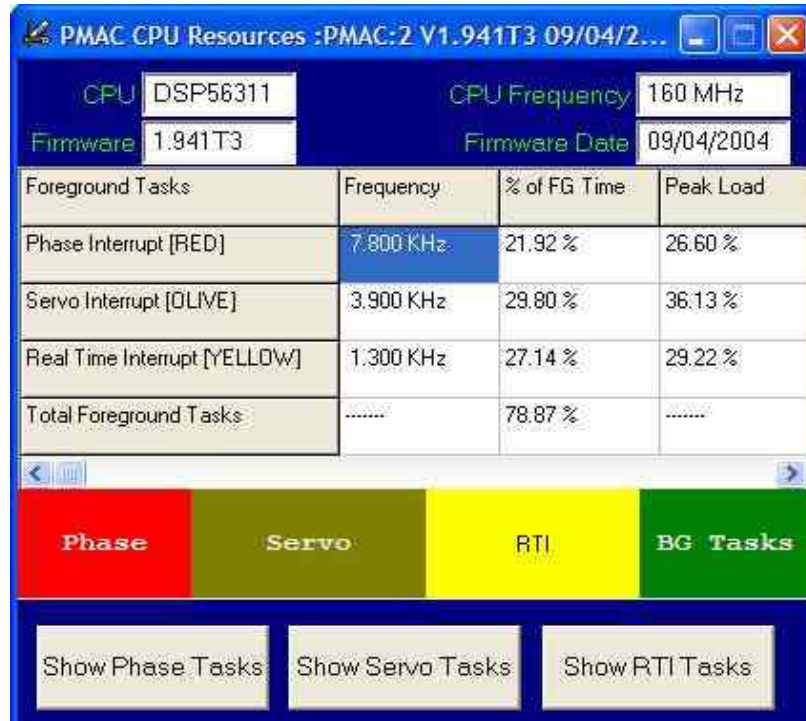 PMAC CPU Resources :PMAC:2 V1.941T3 09/04/2...
CPU DSP56311 CPU Frequency 160 MHz
Firmware 1.941T3 Firmware Date 09/04/2004
Foreground Tasks Frequency % of FG Time Peak Load
Phase Interrupt [RED] 7.800 KHz 21.92 % 26.60 %
Servo Interrupt [OLIVE] 3.900 KHz 29.80 % 36.13 %
Real Time Interrupt [YELLOW] 1.300 KHz 27.14 % 29.22 %
Total Foreground Tasks ------- 78.87 % -------
Phase Servo RTI BG Tasks
Show Phase Tasks Show Servo Tasks Show RTI Tasks